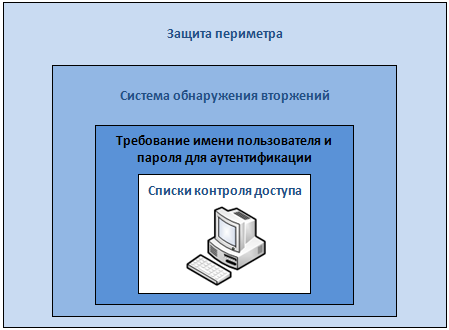 Защита периметра
Система обнаружения вторжений
Требование имени пользователя и
пароля для аутентификации
Списки контроля доступа